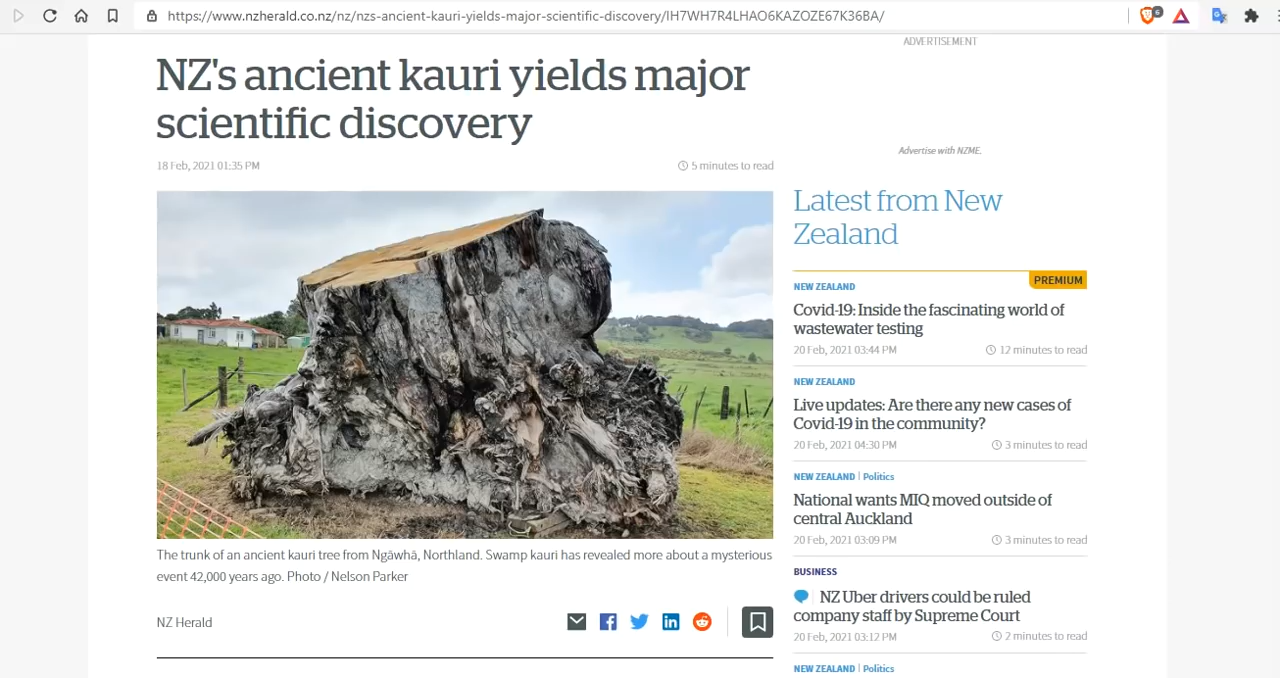 https://www.nzherald.co.nz/nz/nzs-ancient-kauri-yields-major-scientific-discovery/IH7WH7R4LHAO6KAZOZE67K36BA/
6
ADVERTISEMENT
NZ's ancient kauri yields major
scientific discovery
18 Feb, 2021 01:35 PM
5 minutes to read
The trunk of an ancient kauri tree from Ngāwhā, Northland. Swamp kauri has revealed more about a mysterious
event 42,000 years ago. Photo / Nelson Parker
NZ Herald
Advertise with NZME.
Latest from New
Zealand
PREMIUM
NEW ZEALAND
Covid-19: Inside the fascinating world of
wastewater testing
20 Feb, 2021 03:44 PM
12 minutes to read
NEW ZEALAND
Live updates: Are there any new cases of
Covid-19 in the community?
20 Feb, 2021 04:30 PM
3 minutes to read
NEW ZEALAND | Politics
National wants MIQ moved outside of
central Auckland
20 Feb, 2021 03:09 PM
3 minutes to read
BUSINESS
NZ Uber drivers could be ruled
company staff by Supreme Court
20 Feb, 2021 03:12 PM
2 minutes to read
NEW ZEALAND | Politics